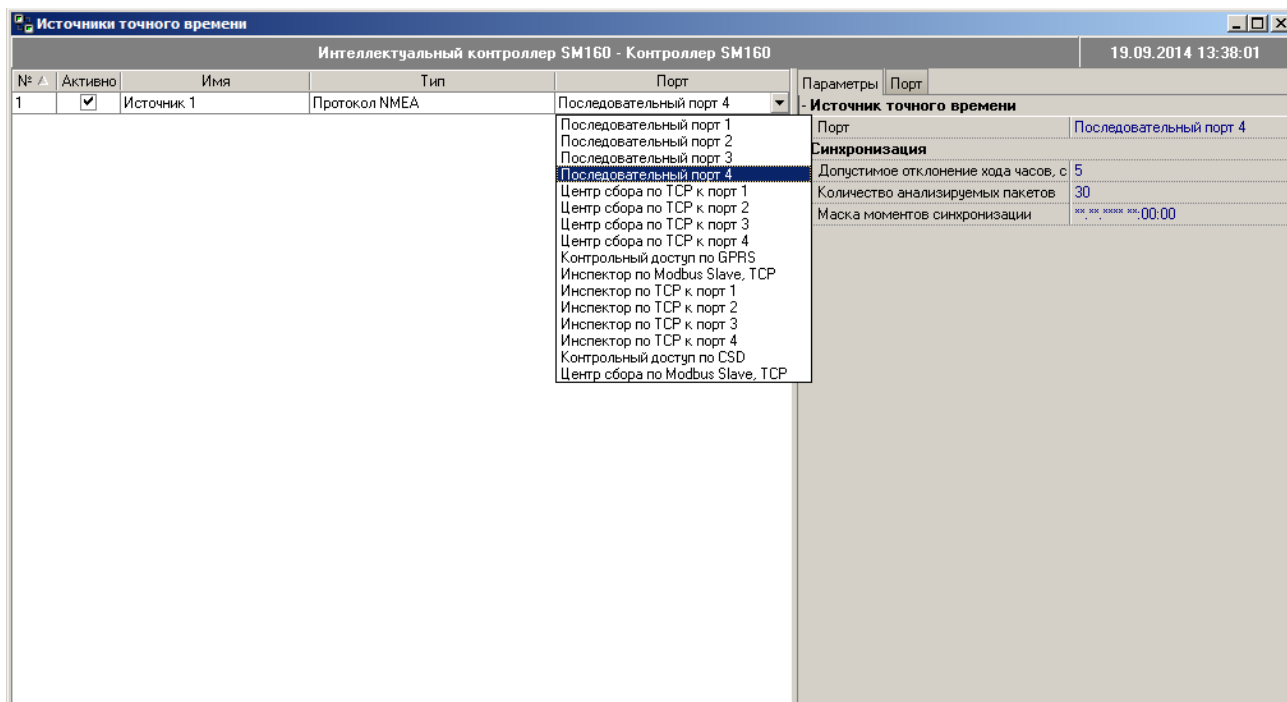 Источники точного времени
Интеллектуальный контроллер SM160 - Контроллер SM160 19.09.2014 13:38:01
№ Активно Имя Тип Порт
1 Источник 1 Протокол NMEA Последовательный порт 4
Последовательный порт 1
Последовательный порт 2
Последовательный порт 3
Последовательный порт 4
Центр сбора по TCP к порт 1
Центр сбора по TCP к порт 2
Центр сбора по TCP к порт 3
Центр сбора по TCP к порт 4
Контрольный доступ по GPRS
Инспектор по Modbus Slave, TCP
Инспектор по TCP к порт 1
Инспектор по TCP к порт 2
Инспектор по TCP к порт 3
Инспектор по TCP к порт 4
Контрольный доступ по CSD
Центр сбора по Modbus Slave, TCP
Параметры Порт
- Источник точного времени
Порт Последовательный порт 4
Синхронизация
Допустимое отклонение хода часов, с 5
Количество анализируемых пакетов 30
Маска моментов синхронизации **.**.**** **:00:00